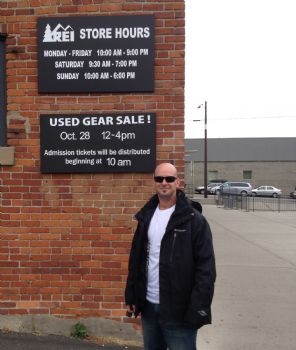 REI STORE HOURS
MONDAY - FRIDAY 10:00 AM - 9:00 PM
SATURDAY 9:30 AM - 7:00 PM
SUNDAY 10:00 AM - 6:00 PM
USED GEAR SALE !
Oct. 28 12-4pm
Admission tickets will be distributed
beginning at 10 am